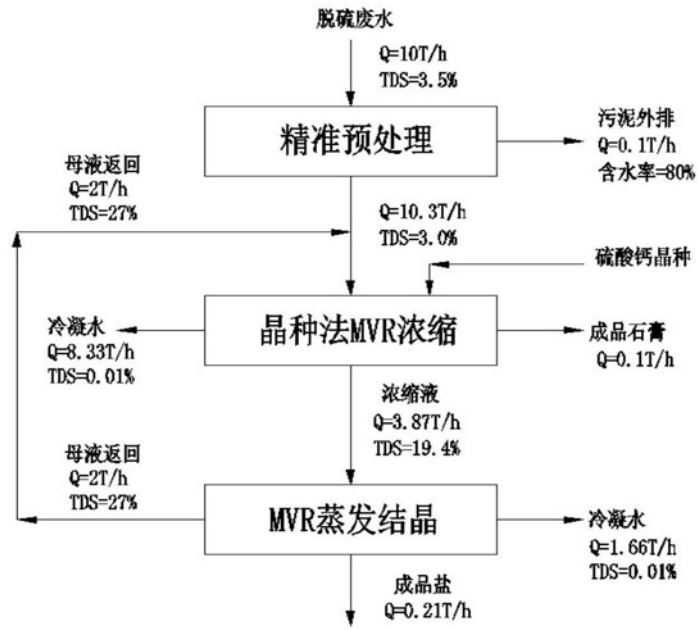 脱硫废水
Q=10T/h
TDS=3.5%
精准预处理
污泥外排
Q=0.1T/h
含水率=80%
母液返回
Q=2T/h
TDS=27%
Q=10.3T/h
TDS=3.0%
硫酸钙晶种
晶种法MVR浓缩
冷凝水
Q=8.33T/h
TDS=0.01%
成品石膏
Q=0.1T/h
浓缩液
Q=3.87T/h
TDS=19.4%
母液返回
Q=2T/h
TDS=27%
MVR蒸发结晶
冷凝水
Q=1.66T/h
TDS=0.01%
成品盐
Q=0.21T/h